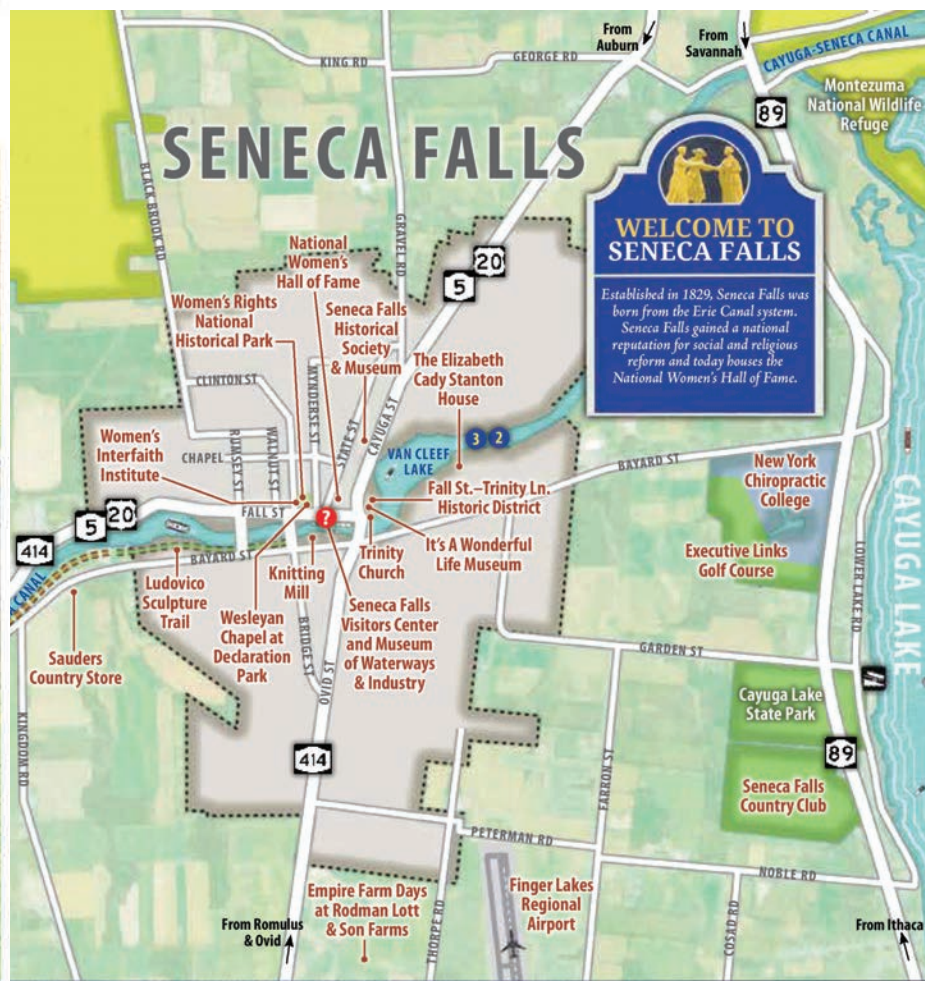 From
Auburn
From
Savannah
CAYUGA-SENECA CANAL
KING RD
GEORGE RD
89
Montezuma
National Wildlife
Refuge
SENECA FALLS
BLACK BROOK RD
GRAVEL RD
WELCOME TO
SENECA FALLS
Established in 1829, Seneca Falls was
born from the Erie Canal system.
Seneca Falls gained a national
reputation for social and religious
reform and today houses the
National Women's Hall of Fame.
National
Women's
Hall of Fame
20
5
Women's Rights
National
Historical Park
Seneca Falls
Historical
Society
& Museum
The Elizabeth
Cady Stanton
House
CLINTON ST
MYNDERSE ST
STATE ST
CAYUGA ST
3
2
Women's
Interfaith
Institute
RUMSEY ST
WALNUT ST
CHAPEL
VAN CLEEF
LAKE
BAYARD ST
New York
Chiropractic
College
CAYUGA LAKE
Fall St.–Trinity Ln.
Historic District
FALL ST
?
5
20
414
BAYARD ST
CANAL
Ludovico
Sculpture
Trail
Knitting
Mill
Trinity
Church
It's A Wonderful
Life Museum
Executive Links
Golf Course
LOWER LAKE RD
Wesleyan
Chapel at
Declaration
Park
BRIDGE ST
OVID ST
Seneca Falls
Visitors Center
and Museum
of Waterways
& Industry
Sauders
Country Store
GARDEN ST
KINGDOM RD
Cayuga Lake
State Park
414
FARRON ST
89
Seneca Falls
Country Club
PETERMAN RD
NOBLE RD
Empire Farm Days
at Rodman Lott
& Son Farms
THORPE RD
Finger Lakes
Regional
Airport
COSAD RD
From Romulus
& Ovid
From Ithaca